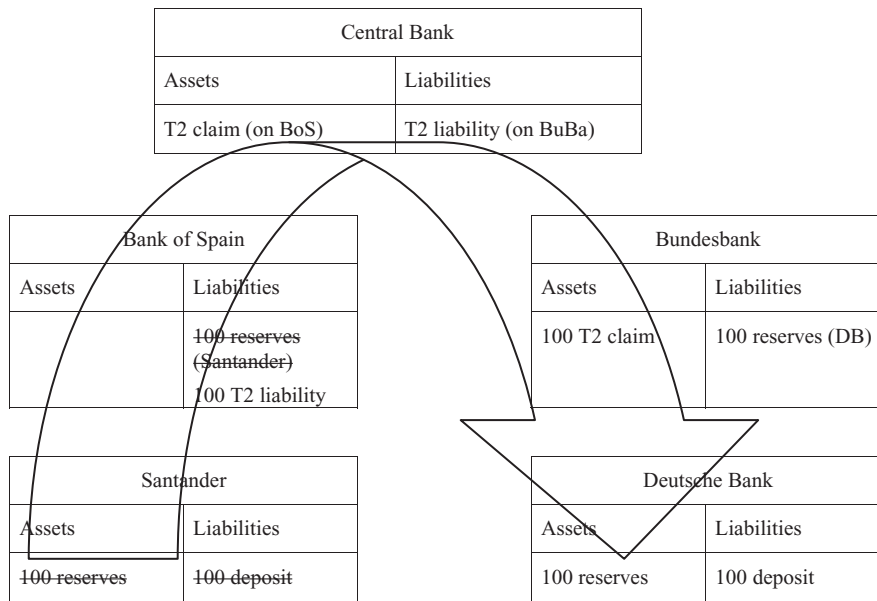 Central Bank
Assets Liabilities
T2 claim (on BoS) T2 liability (on BuBa)
Bank of Spain
Assets Liabilities
100 reserves
(Santander)
100 T2 liability
Bundesbank
Assets Liabilities
100 T2 claim 100 reserves (DB)
Santander
Assets Liabilities
100 reserves 100 deposit
Deutsche Bank
Assets Liabilities
100 reserves 100 deposit